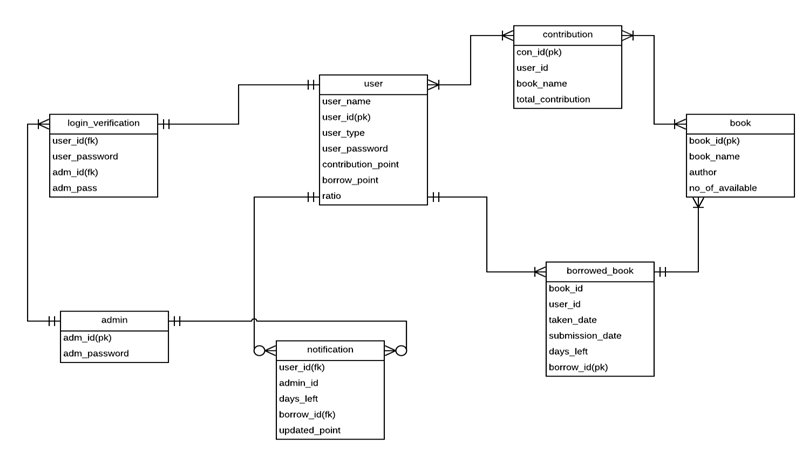 contribution
con_id(pk)
user_id
book_name
total_contribution
user
user_name
user_id(pk)
user_type
user_password
contribution_point
borrow_point
ratio
login_verification
user_id(fk)
user_password
adm_id(fk)
adm_pass
book
book_id(pk)
book_name
author
no_of_available
borrowed_book
book_id
user_id
taken_date
submission_date
days_left
borrow_id(pk)
admin
adm_id(pk)
adm_password
notification
user_id(fk)
admin_id
days_left
borrow_id(fk)
updated_point